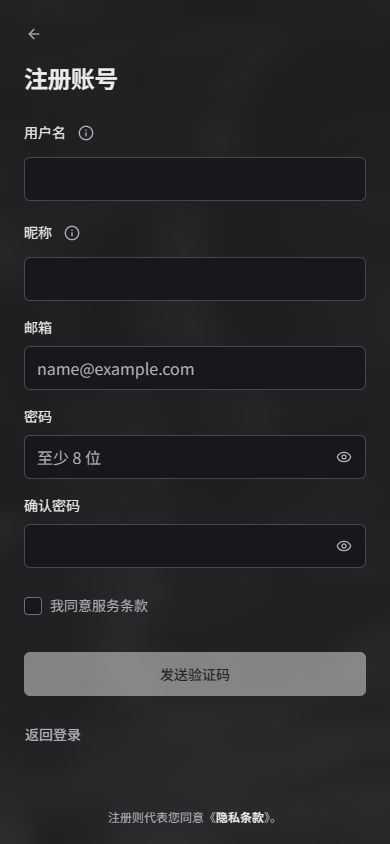 注册账号
用户名
昵称
邮箱
name@example.com
密码
至少 8 位
确认密码
我同意服务条款
发送验证码
返回登录
注册则代表您同意《隐私条款》。